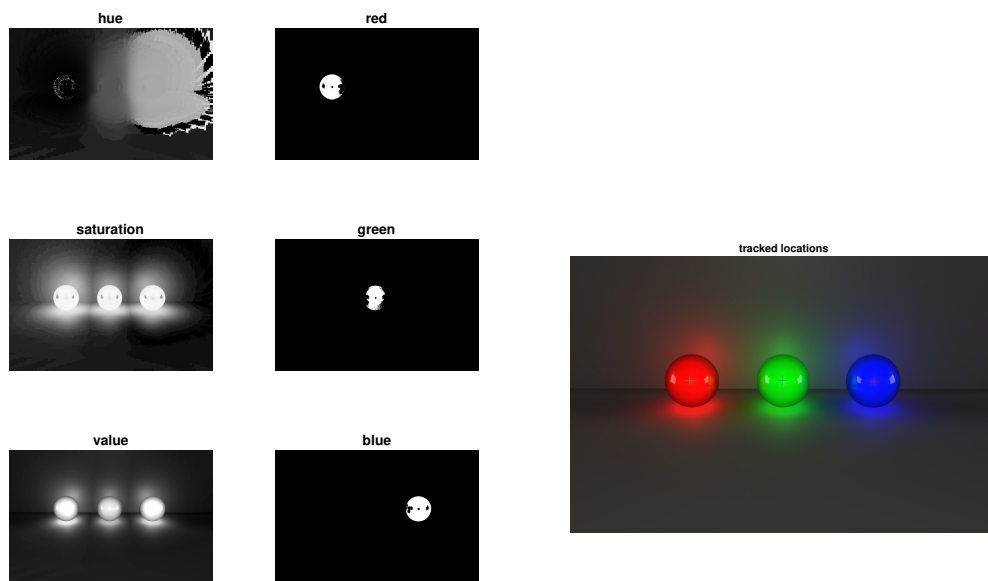 hue
red
saturation
green
tracked locations
value
blue